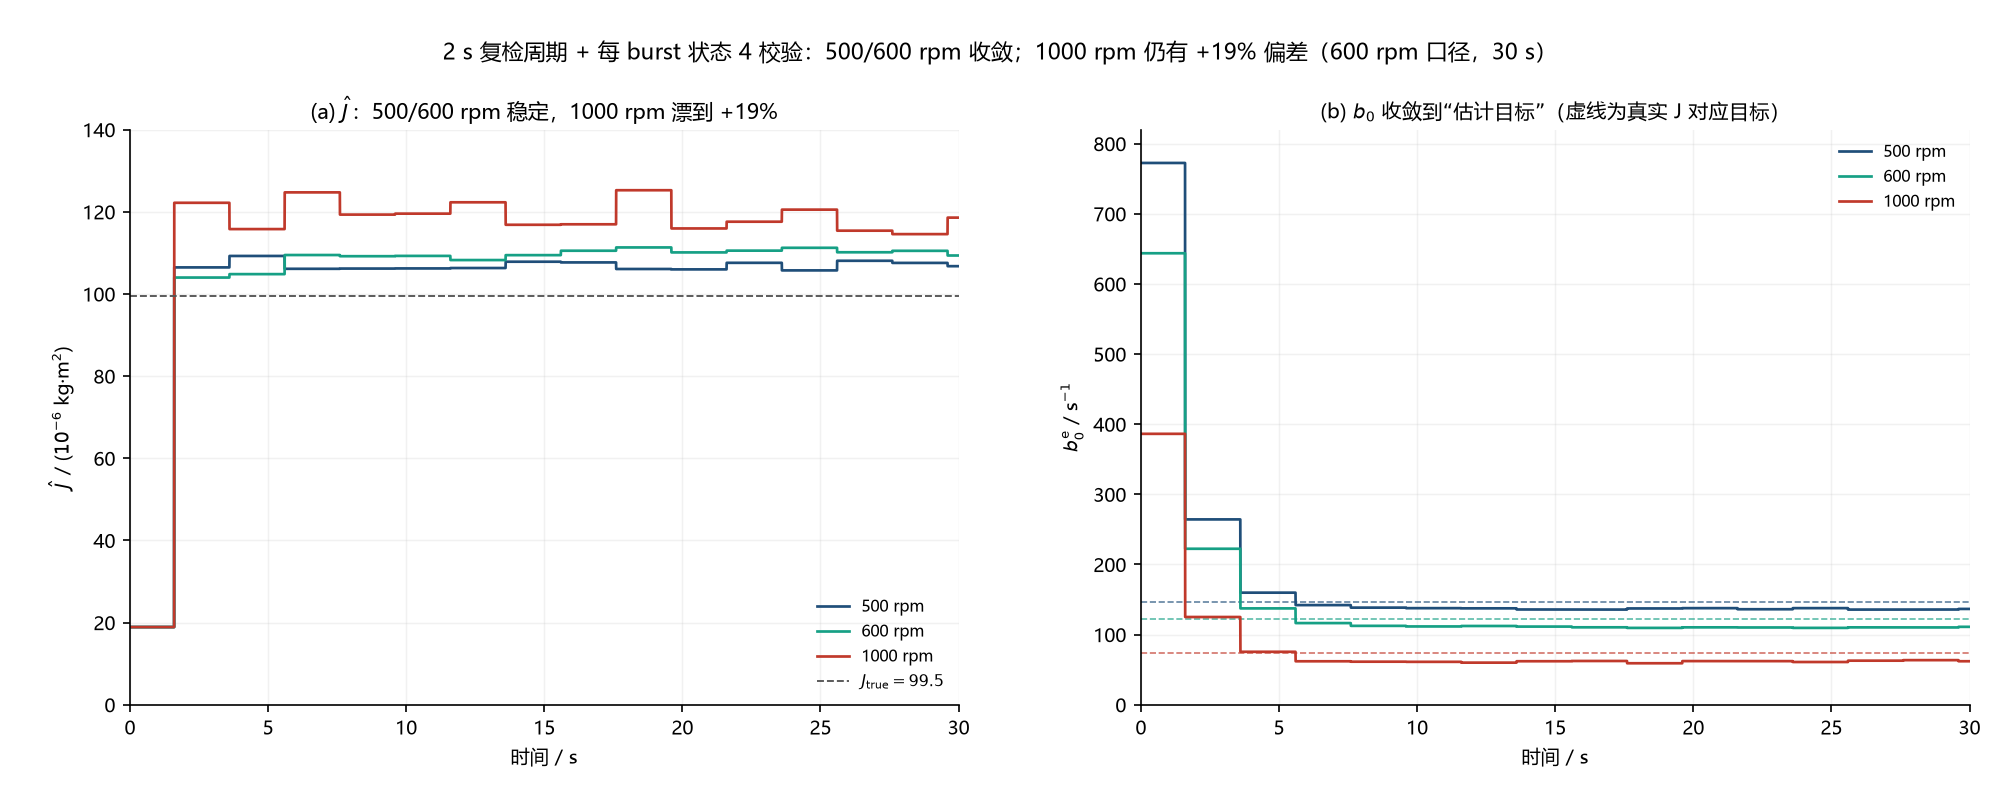 2 s 复检周期 + 每 burst 状态 4 校验：500/600 rpm 收敛；1000 rpm 仍有 +19% 偏差（600 rpm 口径，30 s）
(a) Ĵ：500/600 rpm 稳定，1000 rpm 漂到 +19%
140
120
100
80
60
40
20
0
Ĵ / (10⁻⁶ kg·m²)
0 5 10 15 20 25 30
时间 / s
500 rpm
600 rpm
1000 rpm
J_true = 99.5
(b) b₀ 收敛到“估计目标”（虚线为真实 J 对应目标）
800
700
600
500
400
300
200
100
0
b₀ᵉ / s⁻¹
0 5 10 15 20 25 30
时间 / s
500 rpm
600 rpm
1000 rpm